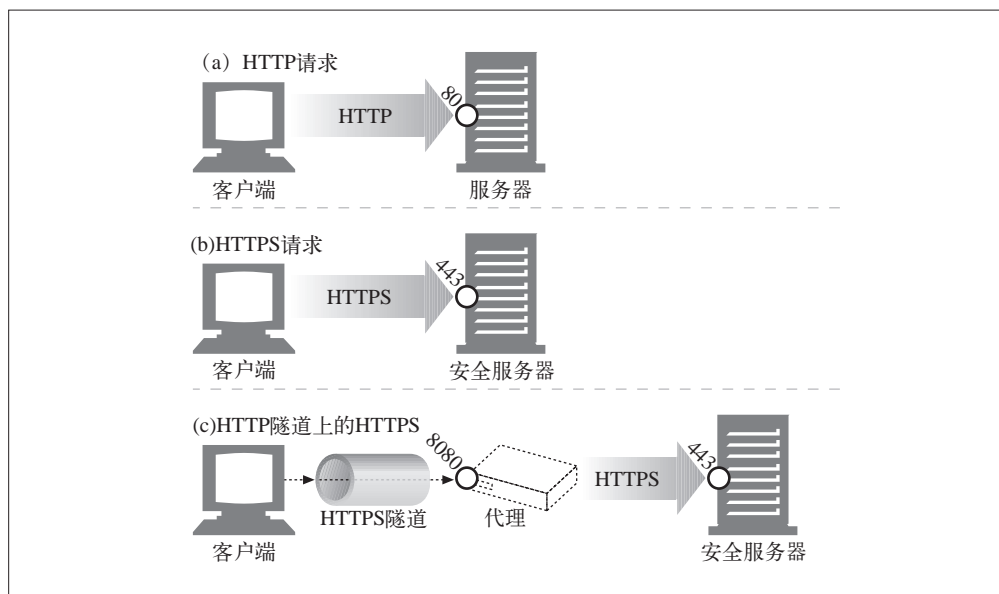 （a）HTTP请求
HTTP
80
客户端
服务器
(b)HTTPS请求
HTTPS
443
客户端
安全服务器
(c)HTTP隧道上的HTTPS
HTTPS隧道
8080
代理
HTTPS
443
客户端
安全服务器